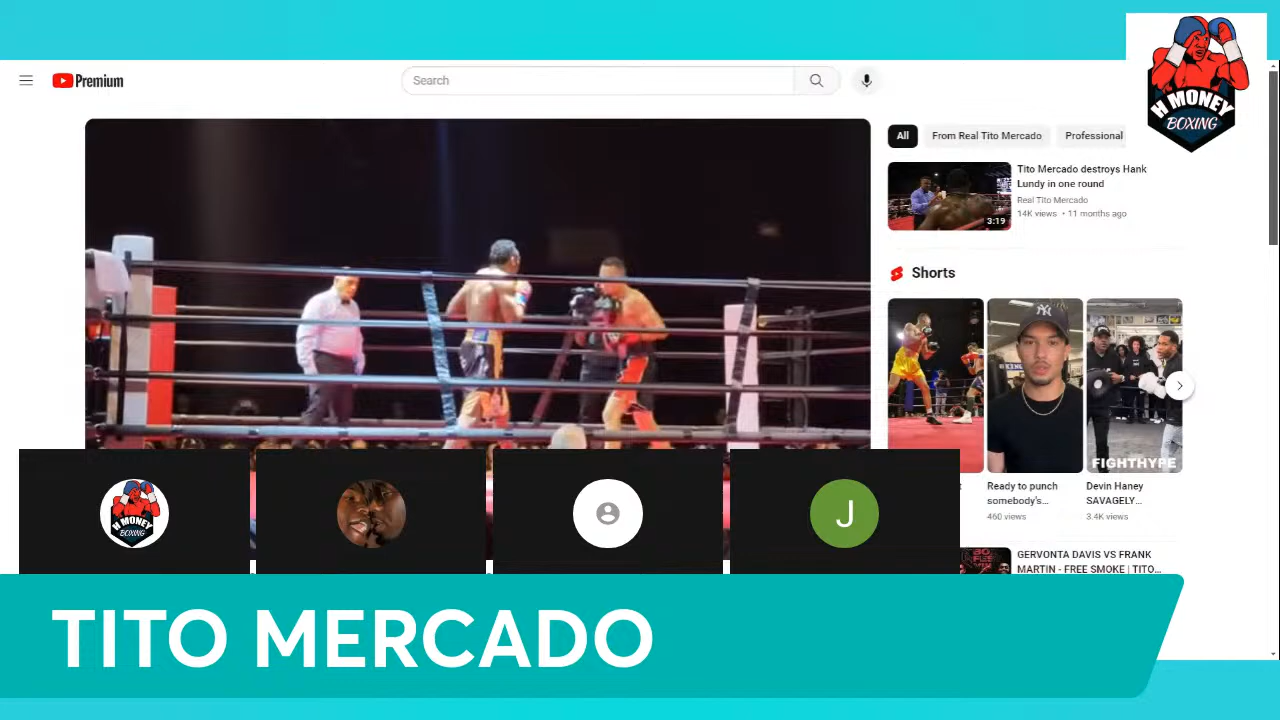 H MONEY
BOXING
Premium
Search
All
From Real Tito Mercado
Professional
Tito Mercado destroys Hank
Lundy in one round
Real Tito Mercado
14K views • 11 months ago
3:19
Shorts
FIGHTHYPE
Ready to punch
somebody's...
460 views
Devin Haney
SAVAGELY...
3.4K views
H MONEY
BOXING
J
GERVONTA DAVIS VS FRANK
MARTIN - FREE SMOKE | TITO...
TITO MERCADO